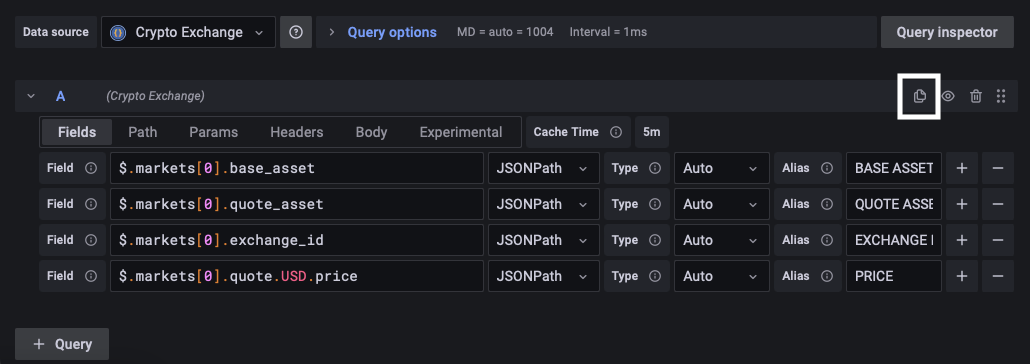 Data source Crypto Exchange Query options MD = auto = 1004 Interval = 1ms Query inspector
A (Crypto Exchange)
Fields Path Params Headers Body Experimental Cache Time 5m
Field $.markets[0].base_asset JSONPath Type Auto Alias BASE ASSET
Field $.markets[0].quote_asset JSONPath Type Auto Alias QUOTE ASSE
Field $.markets[0].exchange_id JSONPath Type Auto Alias EXCHANGE I
Field $.markets[0].quote.USD.price JSONPath Type Auto Alias PRICE
+ Query